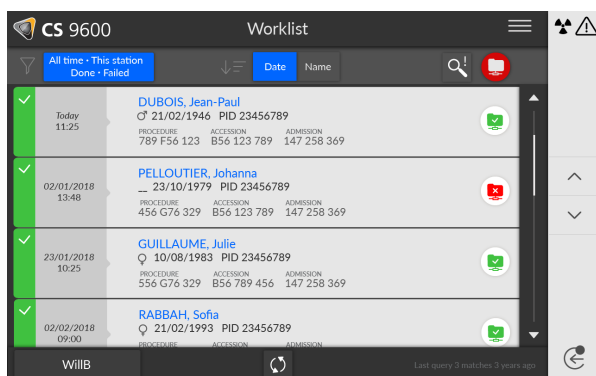 CS 9600
Worklist
All time • This station
Done • Failed
Date
Name
Today
11:25
DUBOIS, Jean-Paul
♂ 21/02/1946 PID 23456789
PROCEDURE ACCESSION ADMISSION
789 F56 123 B56 123 789 147 258 369
02/01/2018
13:48
PELLOUTIER, Johanna
__ 23/10/1979 PID 23456789
PROCEDURE ACCESSION ADMISSION
456 G76 329 B56 123 789 147 258 369
23/01/2018
10:25
GUILLAUME, Julie
♀ 10/08/1983 PID 23456789
PROCEDURE ACCESSION ADMISSION
556 G76 329 B56 789 456 147 258 369
02/02/2018
09:00
RABBAH, Sofia
♀ 21/02/1993 PID 23456789
PROCEDURE ACCESSION ADMISSION
WillB
Last query 3 matches 3 years ago